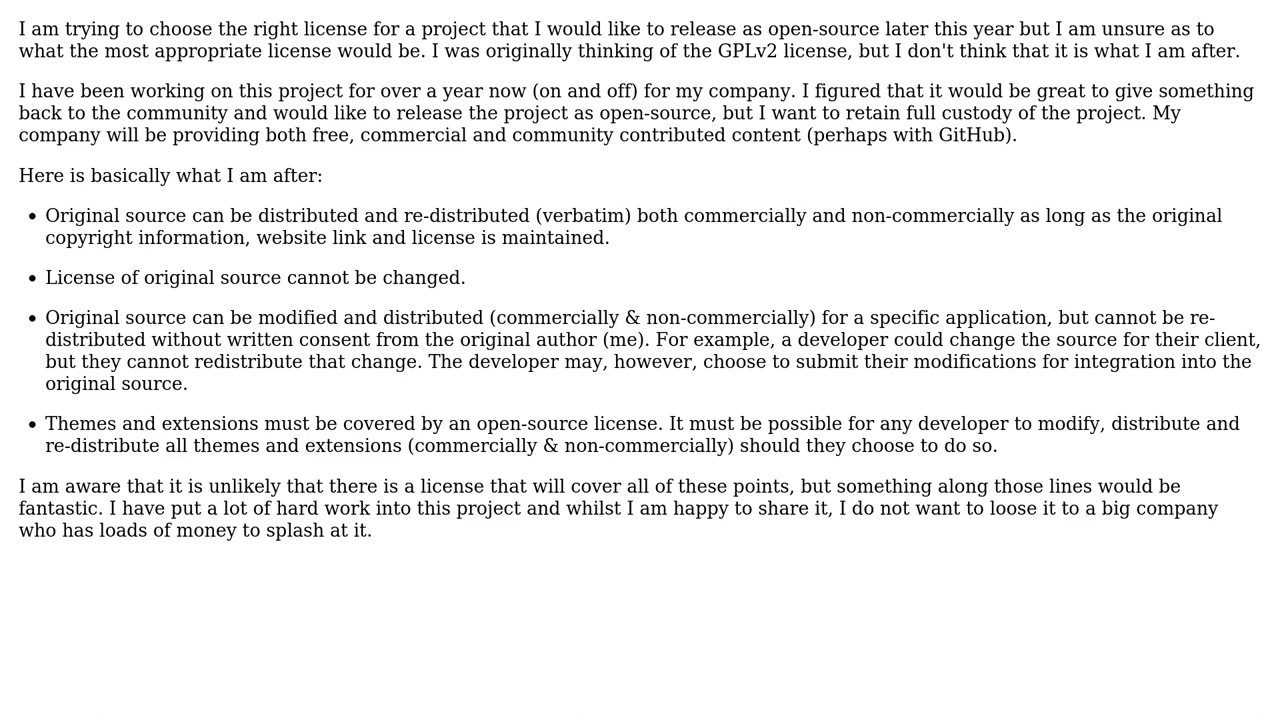 I am trying to choose the right license for a project that I would like to release as open-source later this year but I am unsure as to
what the most appropriate license would be. I was originally thinking of the GPLv2 license, but I don't think that it is what I am after.
I have been working on this project for over a year now (on and off) for my company. I figured that it would be great to give something
back to the community and would like to release the project as open-source, but I want to retain full custody of the project. My
company will be providing both free, commercial and community contributed content (perhaps with GitHub).
Here is basically what I am after:
• Original source can be distributed and re-distributed (verbatim) both commercially and non-commercially as long as the original
copyright information, website link and license is maintained.
• License of original source cannot be changed.
• Original source can be modified and distributed (commercially & non-commercially) for a specific application, but cannot be re-
distributed without written consent from the original author (me). For example, a developer could change the source for their client,
but they cannot redistribute that change. The developer may, however, choose to submit their modifications for integration into the
original source.
• Themes and extensions must be covered by an open-source license. It must be possible for any developer to modify, distribute and
re-distribute all themes and extensions (commercially & non-commercially) should they choose to do so.
I am aware that it is unlikely that there is a license that will cover all of these points, but something along those lines would be
fantastic. I have put a lot of hard work into this project and whilst I am happy to share it, I do not want to loose it to a big company
who has loads of money to splash at it.